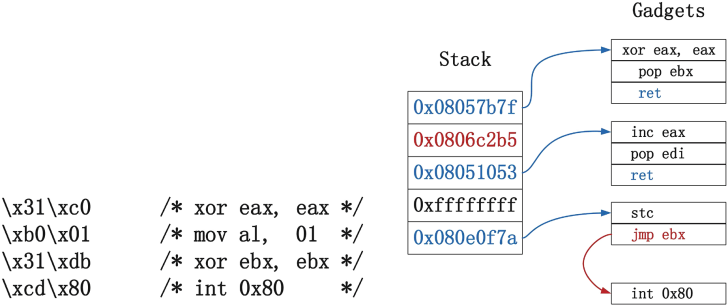 Gadgets
Stack
xor eax, eax
pop ebx
ret
0x08057b7f
0x0806c2b5
0x08051053
0xffffffff
0x080e0f7a
inc eax
pop edi
ret
stc
jmp ebx
int 0x80
\x31\xc0 /* xor eax, eax */
\xb0\x01 /* mov al, 01 */
\x31\xdb /* xor ebx, ebx */
\xcd\x80 /* int 0x80 */